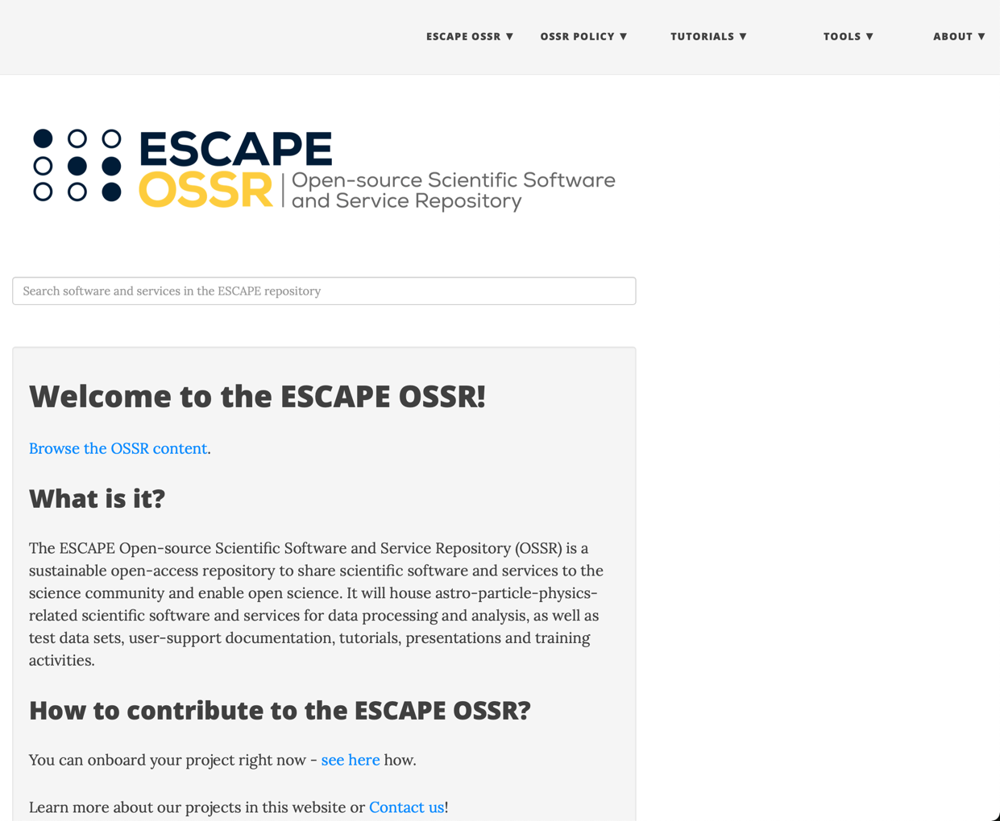 ESCAPE OSSR ▼ OSSR POLICY ▼ TUTORIALS ▼ TOOLS ▼ ABOUT ▼
ESCAPE
OSSR
Open-source Scientific Software
and Service Repository
Search software and services in the ESCAPE repository
Welcome to the ESCAPE OSSR!
Browse the OSSR content.
What is it?
The ESCAPE Open-source Scientific Software and Service Repository (OSSR) is a
sustainable open-access repository to share scientific software and services to the
science community and enable open science. It will house astro-particle-physics-
related scientific software and services for data processing and analysis, as well as
test data sets, user-support documentation, tutorials, presentations and training
activities.
How to contribute to the ESCAPE OSSR?
You can onboard your project right now - see here how.
Learn more about our projects in this website or Contact us!